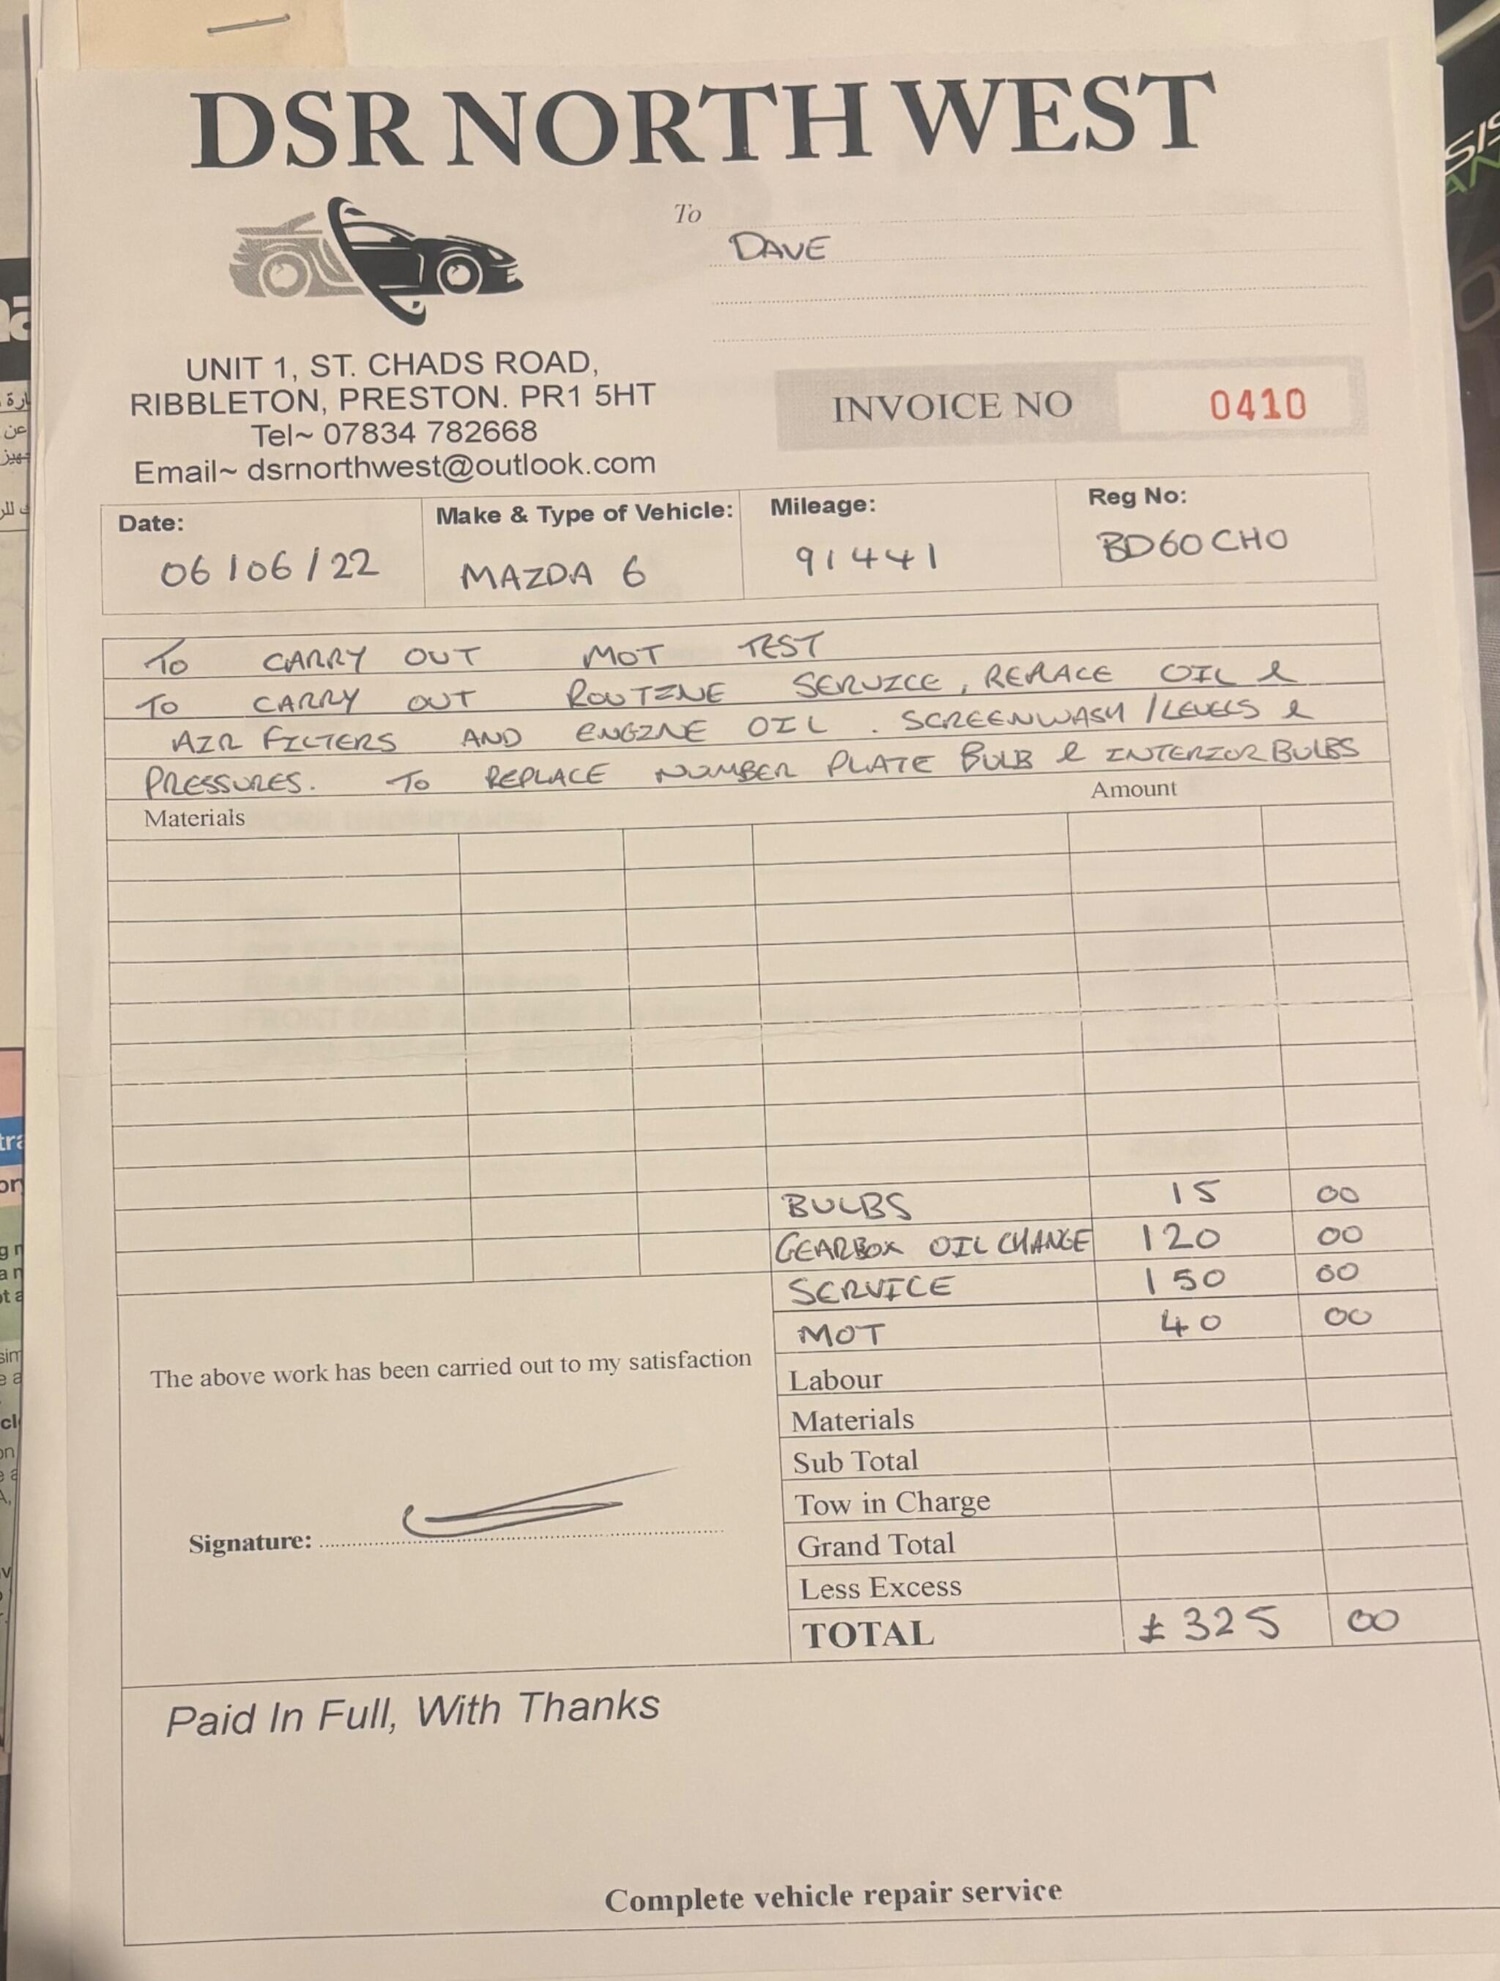 DSR NORTH WEST
To
DAVE
UNIT 1, ST. CHADS ROAD,
RIBBLETON, PRESTON. PR1 5HT
Tel~ 07834 782668
Email~ dsrnorthwest@outlook.com
INVOICE NO 0410
Date: Make & Type of Vehicle: Mileage: Reg No:
06/06/22 MAZDA 6 91441 BD60CHO
TO CARRY OUT MOT TEST
TO CARRY OUT ROUTINE SERVICE, REPLACE OIL &
AIR FILTERS AND ENGINE OIL. SCREENWASH/LEVELS &
PRESSURES. TO REPLACE NUMBER PLATE BULB & INTERIOR BULBS
Materials Amount
BULBS 15 00
GEARBOX OIL CHANGE 120 00
SERVICE 150 00
MOT 40 00
The above work has been carried out to my satisfaction
Labour
Materials
Sub Total
Tow in Charge
Signature:
Grand Total
Less Excess
TOTAL £325 00
Paid In Full, With Thanks
Complete vehicle repair service